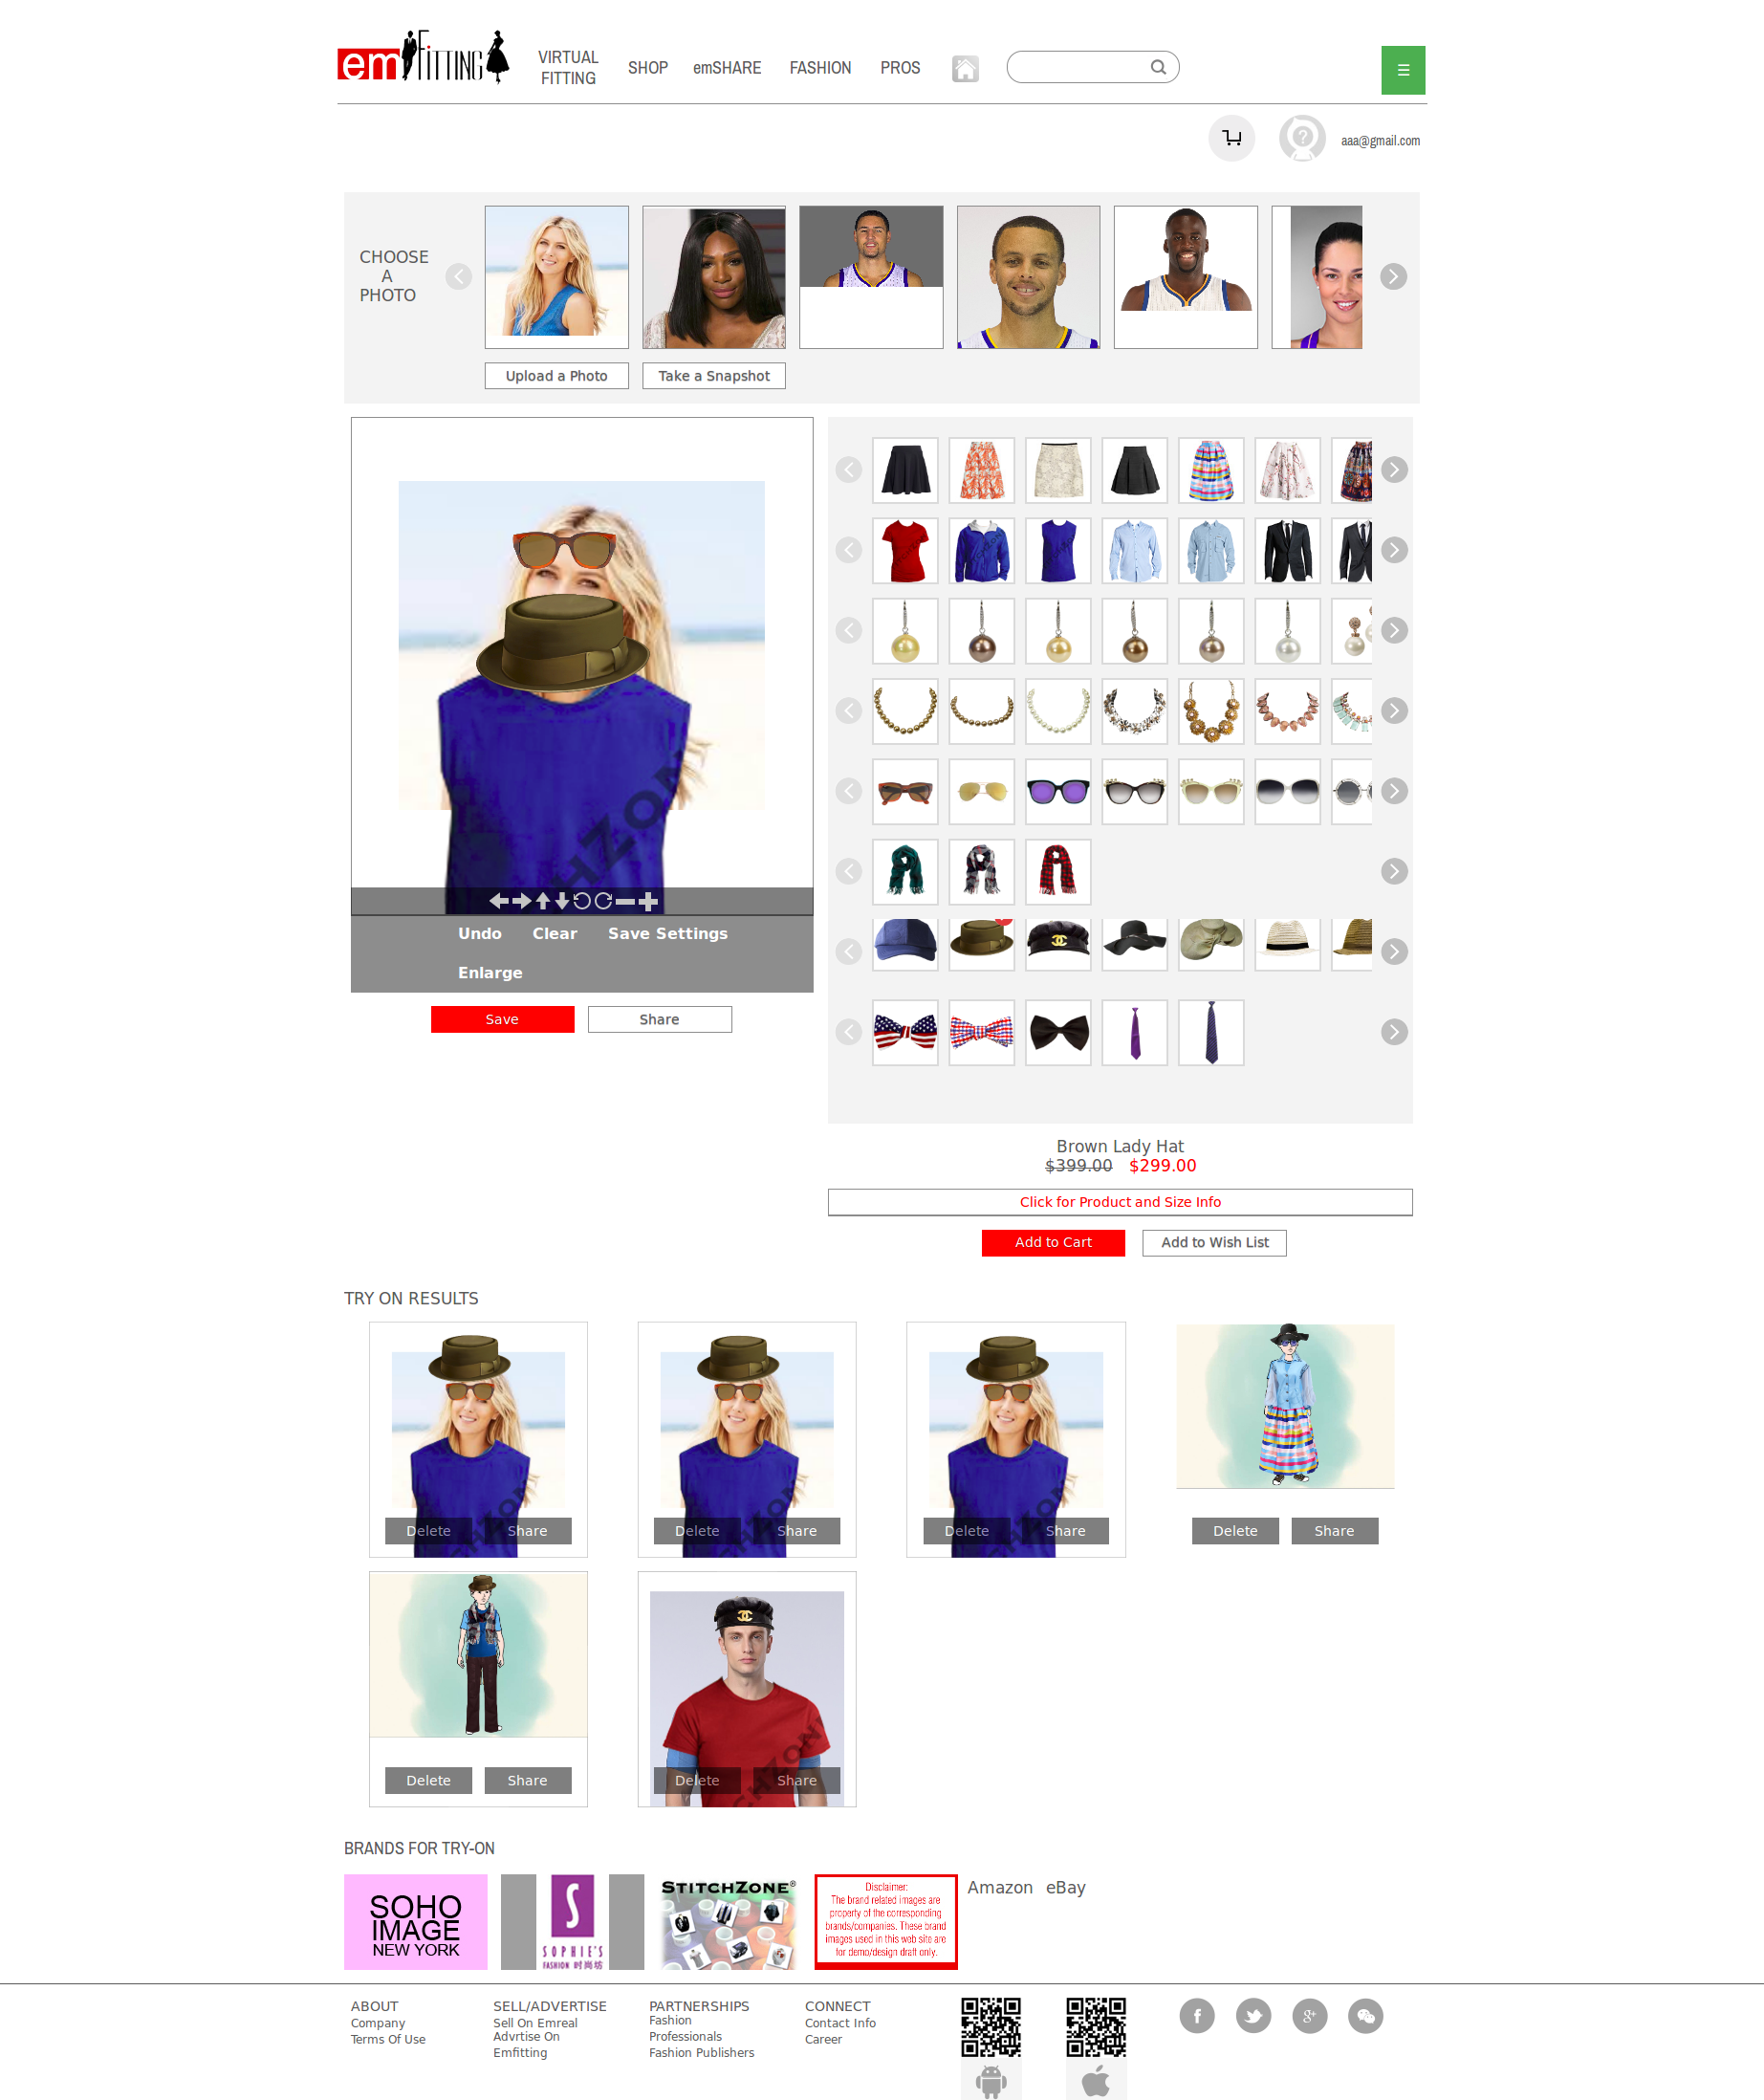 emFITTING
VIRTUAL
FITTING
SHOP
emSHARE
FASHION
PROS
☰
aaa@gmail.com
CHOOSE
A
PHOTO
Upload a Photo
Take a Snapshot
HZON
Undo
Clear
Save Settings
Enlarge
Save
Share
Brown Lady Hat
$399.00 $299.00
Click for Product and Size Info
Add to Cart
Add to Wish List
TRY ON RESULTS
Delete
Share
Delete
Share
Delete
Share
Delete
Share
Delete
Share
Delete
Share
BRANDS FOR TRY-ON
SOHO
IMAGE
NEW YORK
S
SOPHIE'S
FASHION 时尚坊
STITCHZONE®
Disclaimer:
The brand related images are
property of the corresponding
brands/companies. These brand
images used in this web site are
for demo/design draft only.
Amazon
eBay
ABOUT
Company
Terms Of Use
SELL/ADVERTISE
Sell On Emreal
Advrtise On
Emfitting
PARTNERSHIPS
Fashion
Professionals
Fashion Publishers
CONNECT
Contact Info
Career